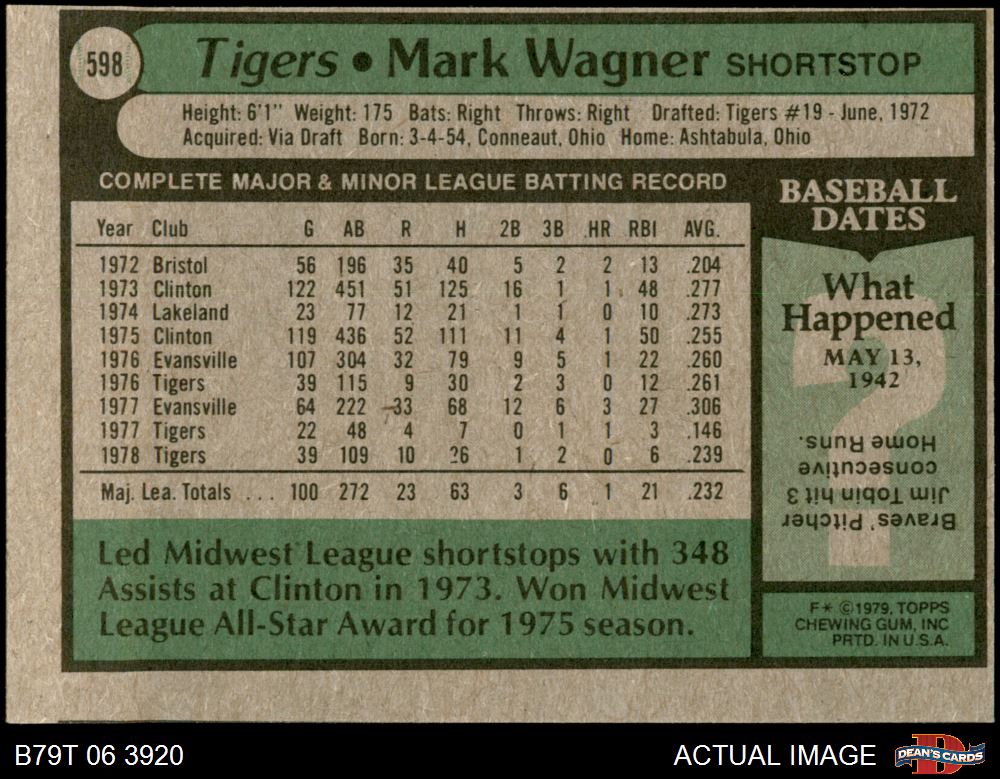 598
Tigers • Mark Wagner SHORTSTOP
Height: 6'1" Weight: 175 Bats: Right Throws: Right Drafted: Tigers #19 - June, 1972
Acquired: Via Draft Born: 3-4-54, Conneaut, Ohio Home: Ashtabula, Ohio
COMPLETE MAJOR & MINOR LEAGUE BATTING RECORD
Year Club G AB R H 2B 3B HR RBI AVG.
1972 Bristol 56 196 35 40 5 2 2 13 .204
1973 Clinton 122 451 51 125 16 1 1 48 .277
1974 Lakeland 23 77 12 21 1 1 0 10 .273
1975 Clinton 119 436 52 111 11 4 1 50 .255
1976 Evansville 107 304 32 79 9 5 1 22 .260
1976 Tigers 39 115 9 30 2 3 0 12 .261
1977 Evansville 64 222 33 68 12 6 3 27 .306
1977 Tigers 22 48 4 7 0 1 1 3 .146
1978 Tigers 39 109 10 26 1 2 0 6 .239
Maj. Lea. Totals ... 100 272 23 63 3 6 1 21 .232
Led Midwest League shortstops with 348
Assists at Clinton in 1973. Won Midwest
League All-Star Award for 1975 season.
BASEBALL
DATES
What
Happened
MAY 13,
1942
?
Braves' Pitcher
Jim Tobin hit 3
consecutive
Home Runs.
F* ©1979, TOPPS
CHEWING GUM, INC
PRTD. IN U.S.A.
B79T 06 3920
ACTUAL IMAGE
D
DEAN'S CARDS